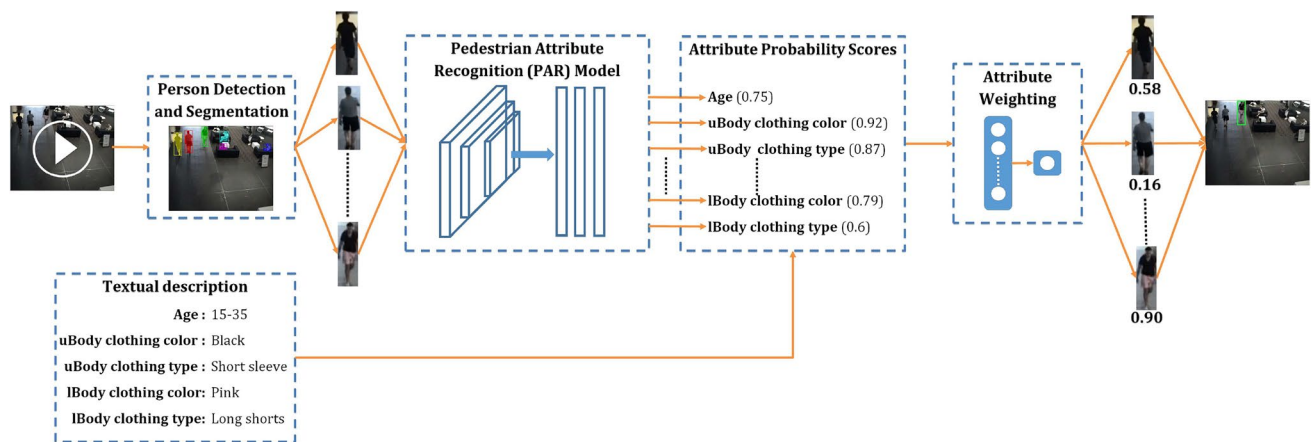 Person Detection
and Segmentation
Pedestrian Attribute
Recognition (PAR) Model
Attribute Probability Scores
Age (0.75)
uBody clothing color (0.92)
uBody clothing type (0.87)
lBody clothing color (0.79)
lBody clothing type (0.6)
Attribute
Weighting
0.58
0.16
0.90
Textual description
Age : 15-35
uBody clothing color : Black
uBody clothing type : Short sleeve
lBody clothing color: Pink
lBody clothing type: Long shorts